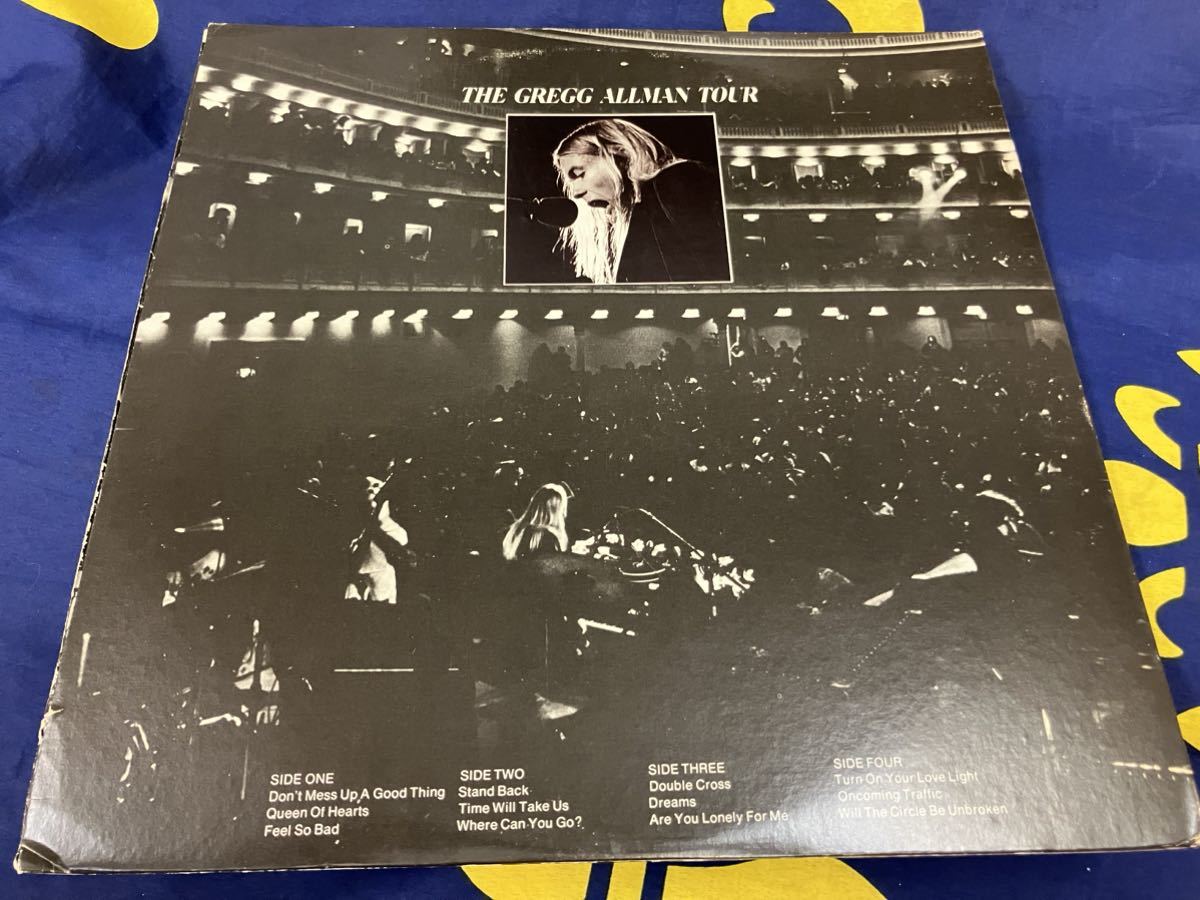 THE GREGG ALLMAN TOUR
SIDE ONE
Don't Mess Up A Good Thing
Queen Of Hearts
Feel So Bad
SIDE TWO
Stand Back
Time Will Take Us
Where Can You Go?
SIDE THREE
Double Cross
Dreams
Are You Lonely For Me
SIDE FOUR
Turn On Your Love Light
Oncoming Traffic
Will The Circle Be Unbroken